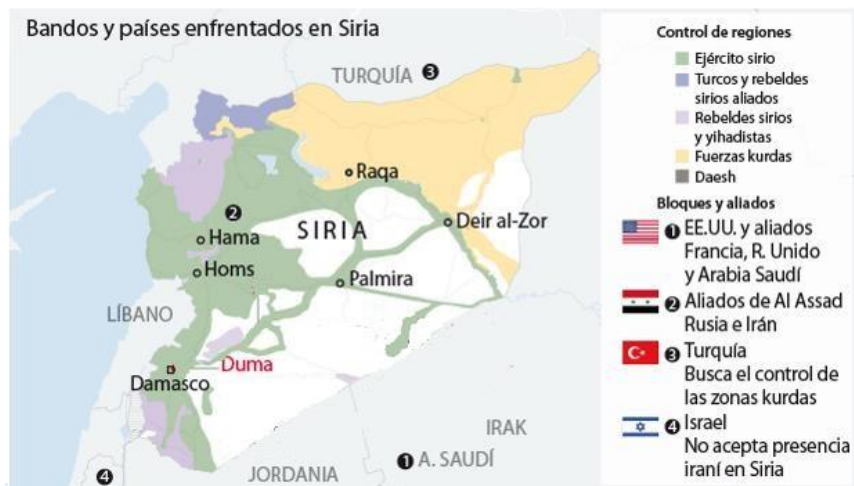 Bandos y países enfrentados en Siria
TURQUÍA ❸
Raqa
❷
SIRIA
Deir al-Zor
Hama
Homs
Palmira
LÍBANO
Duma
Damasco
IRAK
❹
JORDANIA
❶ A. SAUDÍ
Control de regiones
Ejército sirio
Turcos y rebeldes
sirios aliados
Rebeldes sirios
y yihadistas
Fuerzas kurdas
Daesh
Bloques y aliados
❶ EE.UU. y aliados
Francia, R. Unido
y Arabia Saudí
❷ Aliados de Al Assad
Rusia e Irán
❸ Turquía
Busca el control de
las zonas kurdas
❹ Israel
No acepta presencia
iraní en Siria